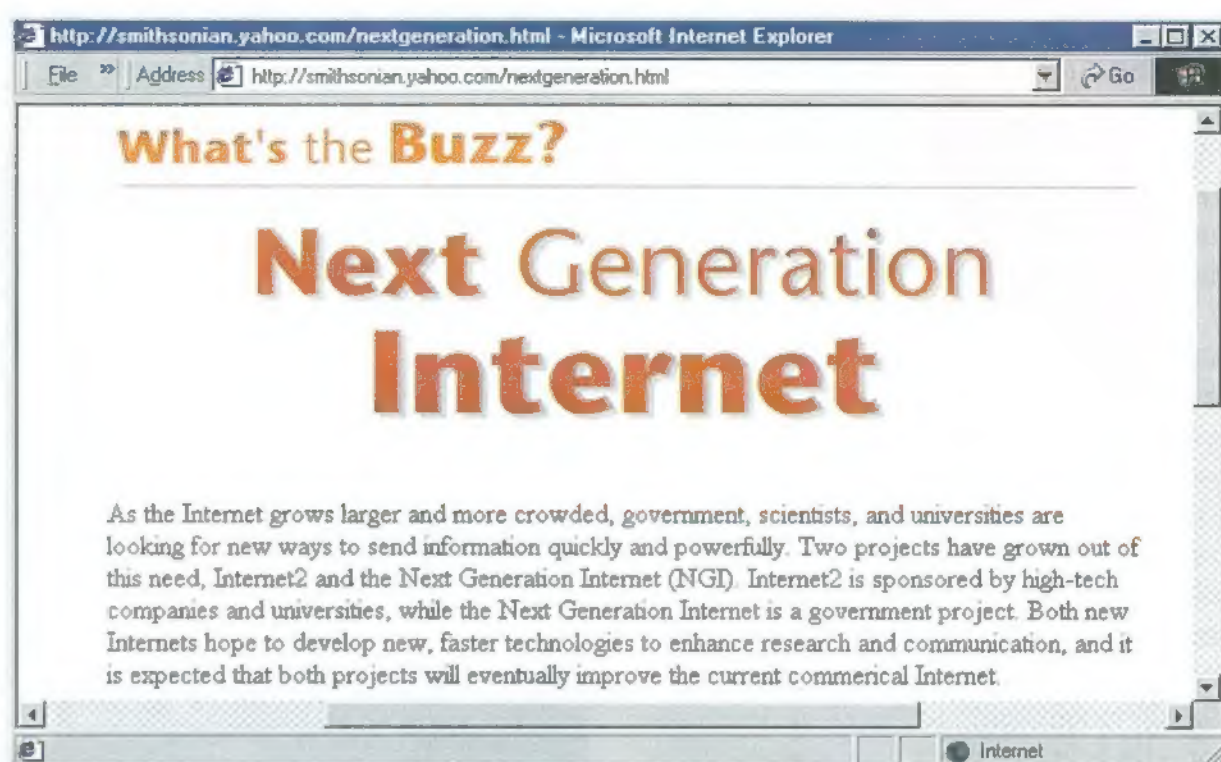 http://smithsonian.yahoo.com/nextgeneration.html - Microsoft Internet Explorer
File » Address http://smithsonian.yahoo.com/nextgeneration.html Go
What's the Buzz?
Next Generation
Internet
As the Internet grows larger and more crowded, government, scientists, and universities are
looking for new ways to send information quickly and powerfully. Two projects have grown out of
this need, Internet2 and the Next Generation Internet (NGI). Internet2 is sponsored by high-tech
companies and universities, while the Next Generation Internet is a government project. Both new
Internets hope to develop new, faster technologies to enhance research and communication, and it
is expected that both projects will eventually improve the current commerical Internet.
Internet